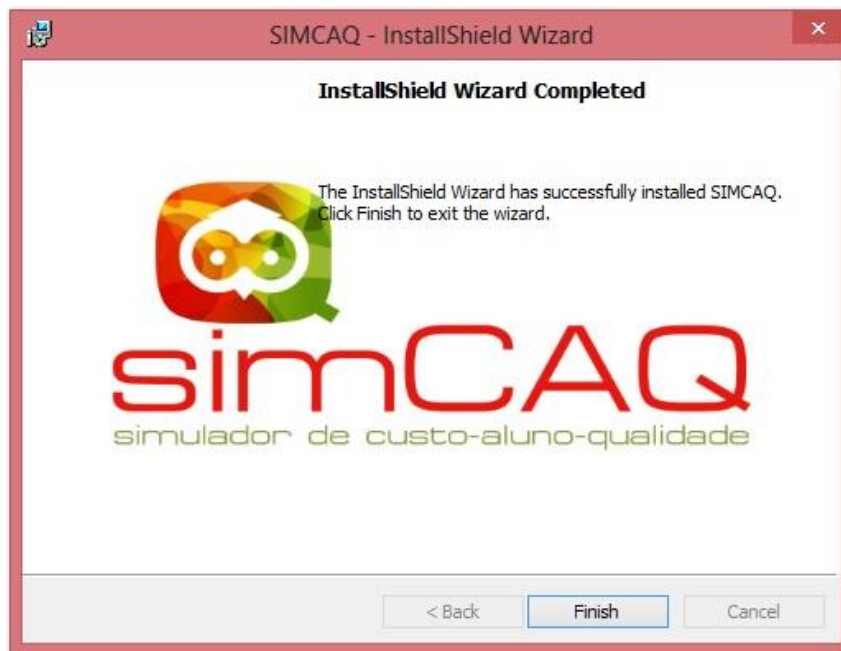 SIMCAQ - InstallShield Wizard
InstallShield Wizard Completed
The InstallShield Wizard has successfully installed SIMCAQ.
Click Finish to exit the wizard.
simCAQ
simulador de custo-aluno-qualidade
< Back
Finish
Cancel